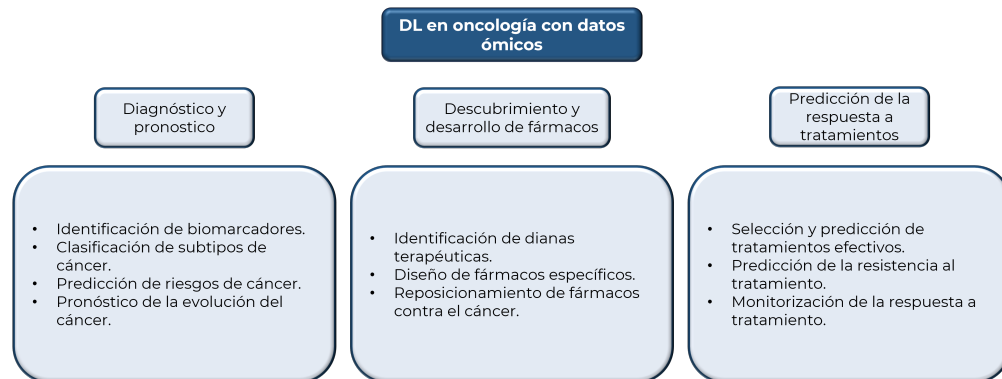 DL en oncología con datos
ómicos
Diagnóstico y
pronostico
Descubrimiento y
desarrollo de fármacos
Predicción de la
respuesta a
tratamientos
• Identificación de biomarcadores.
• Clasificación de subtipos de
cáncer.
• Predicción de riesgos de cáncer.
• Pronóstico de la evolución del
cáncer.
• Identificación de dianas
terapéuticas.
• Diseño de fármacos específicos.
• Reposicionamiento de fármacos
contra el cáncer.
• Selección y predicción de
tratamientos efectivos.
• Predicción de la resistencia al
tratamiento.
• Monitorización de la respuesta a
tratamiento.